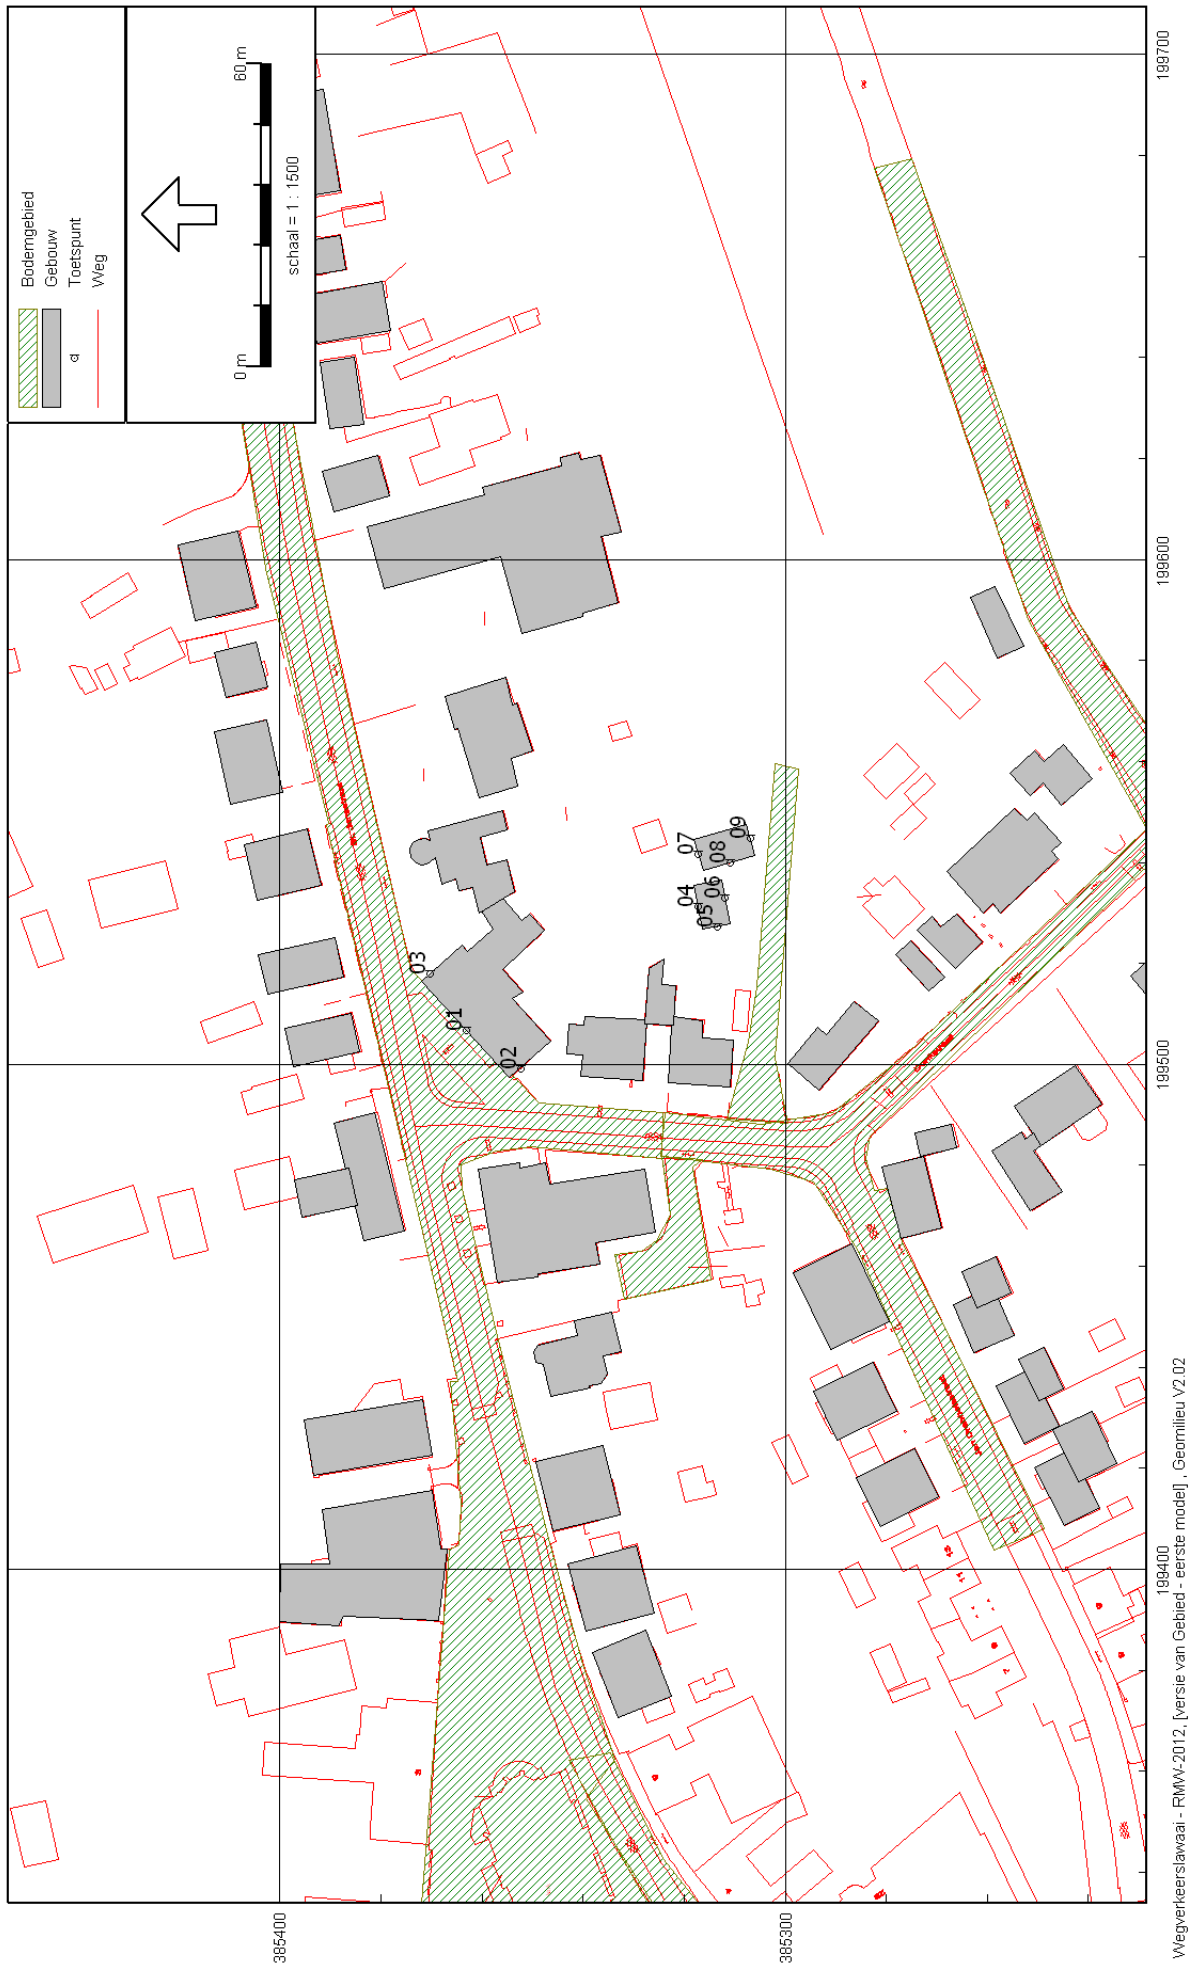 Bodemgebied
Gebouw
Toetspunt
Weg
0 m
60 m
schaal = 1 : 1500
03
01
02
04
05
06
07
08
09
385400
385300
199400
199500
199600
199700
Wegverkeerslawaai - RMW-2012, [versie van Gebied - eerste model] , Geomilieu V2.02